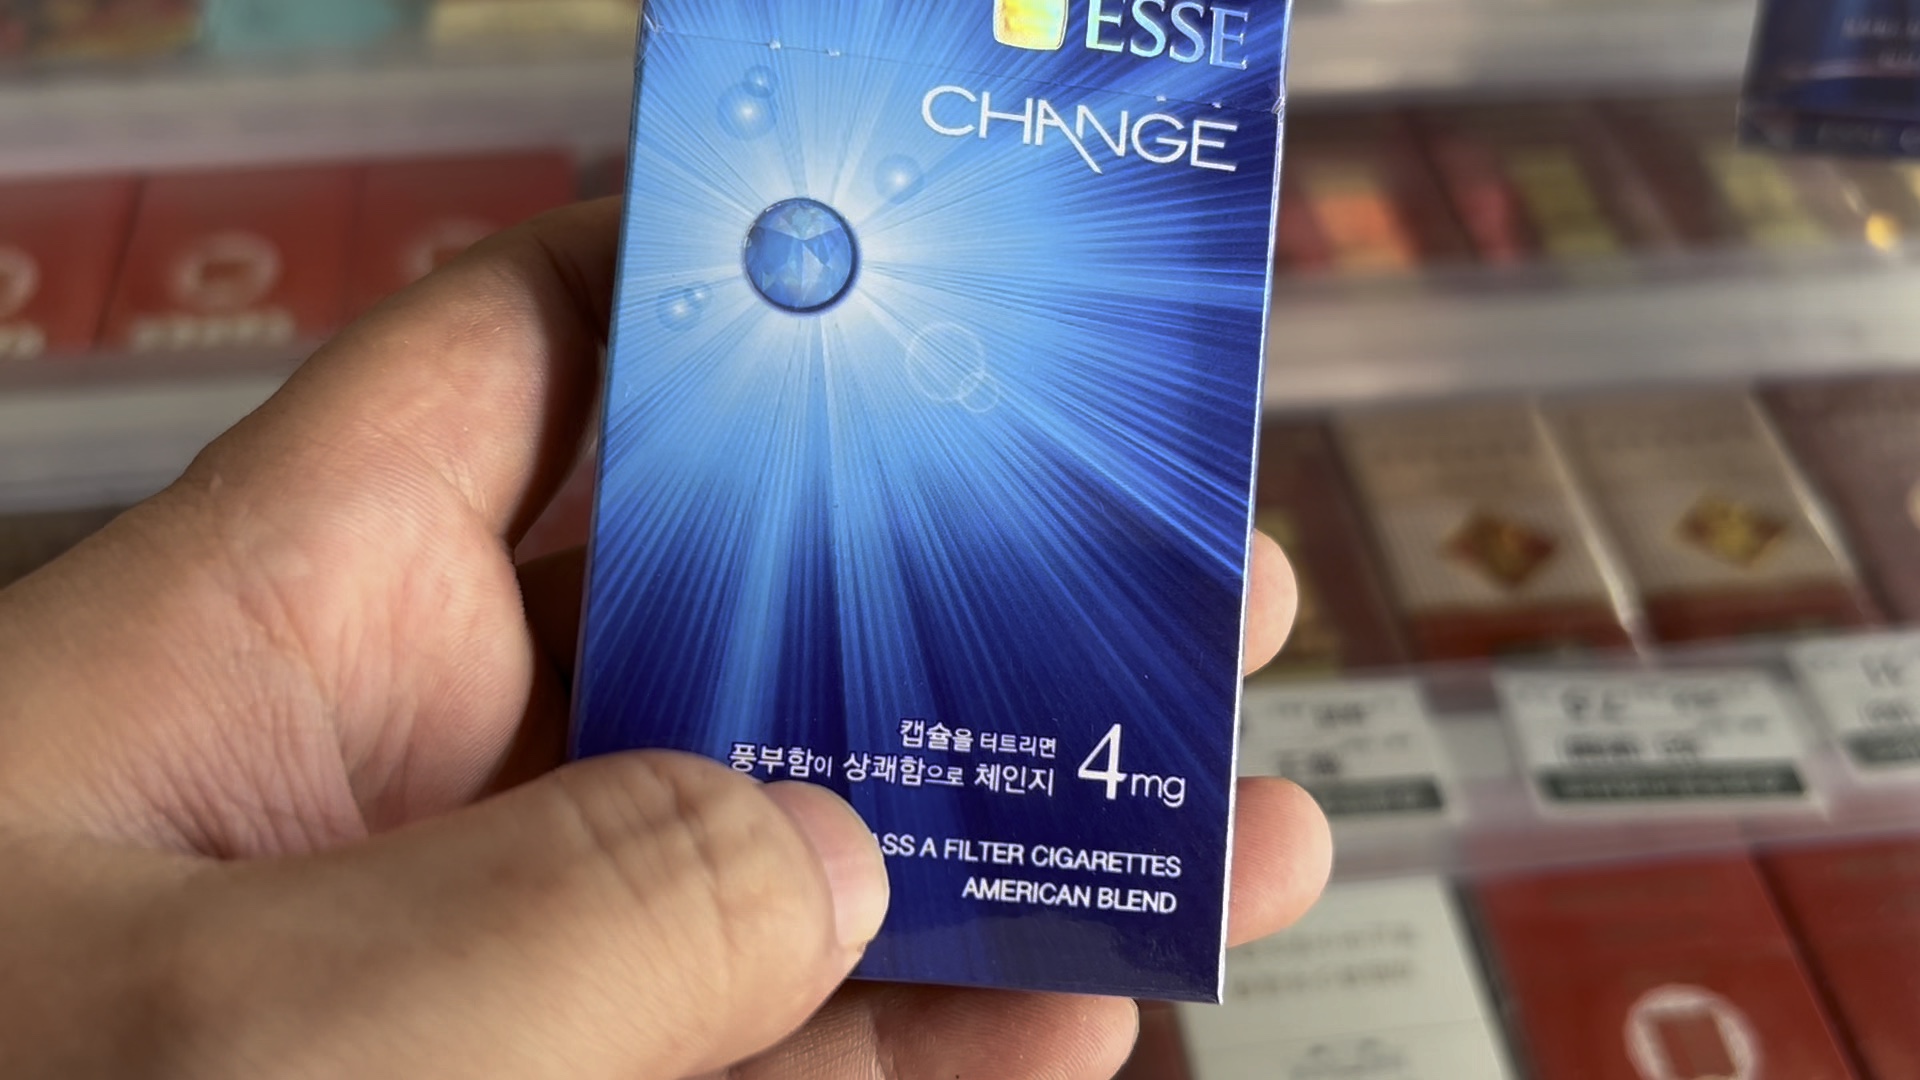 ESSE
CHANGE
캡슐을 터트리면
풍부함이 상쾌함으로 체인지
4mg
A FILTER CIGARETTES
AMERICAN BLEND